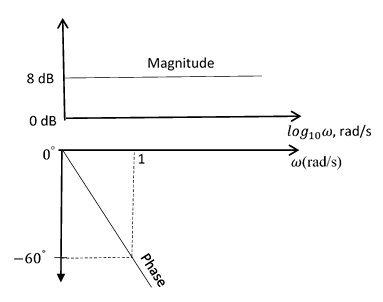 Magnitude
8 dB
0 dB
log₁₀ω, rad/s
0°
1
ω(rad/s)
−60°
Phase